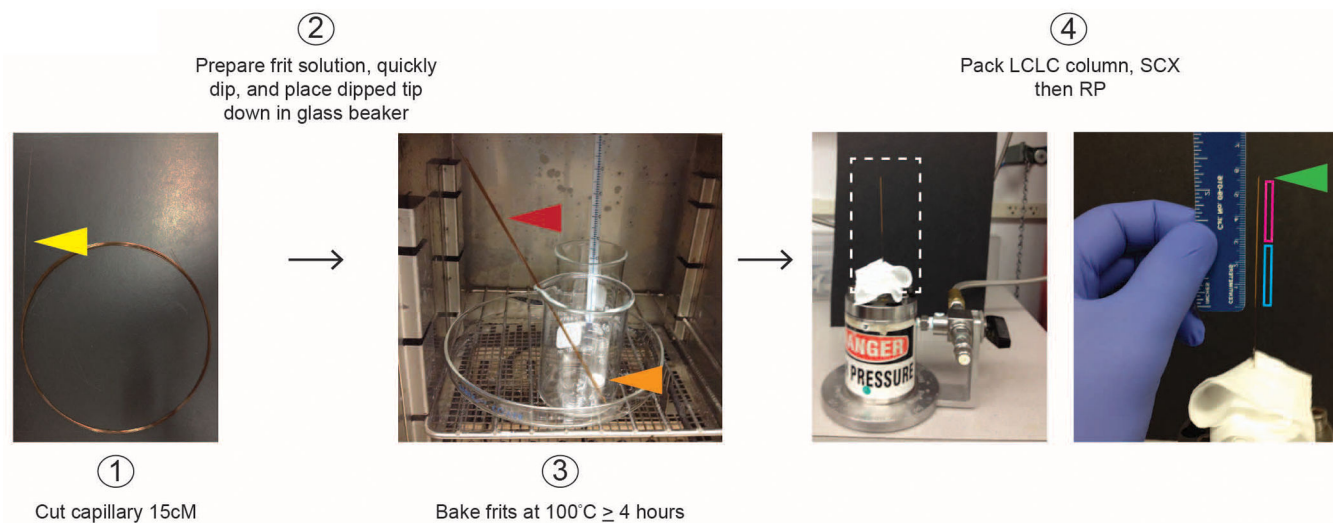 ②
Prepare frit solution, quickly
dip, and place dipped tip
down in glass beaker
④
Pack LCLC column, SCX
then RP
DANGER
PRESSURE
①
Cut capillary 15cM
③
Bake frits at 100°C ≥ 4 hours